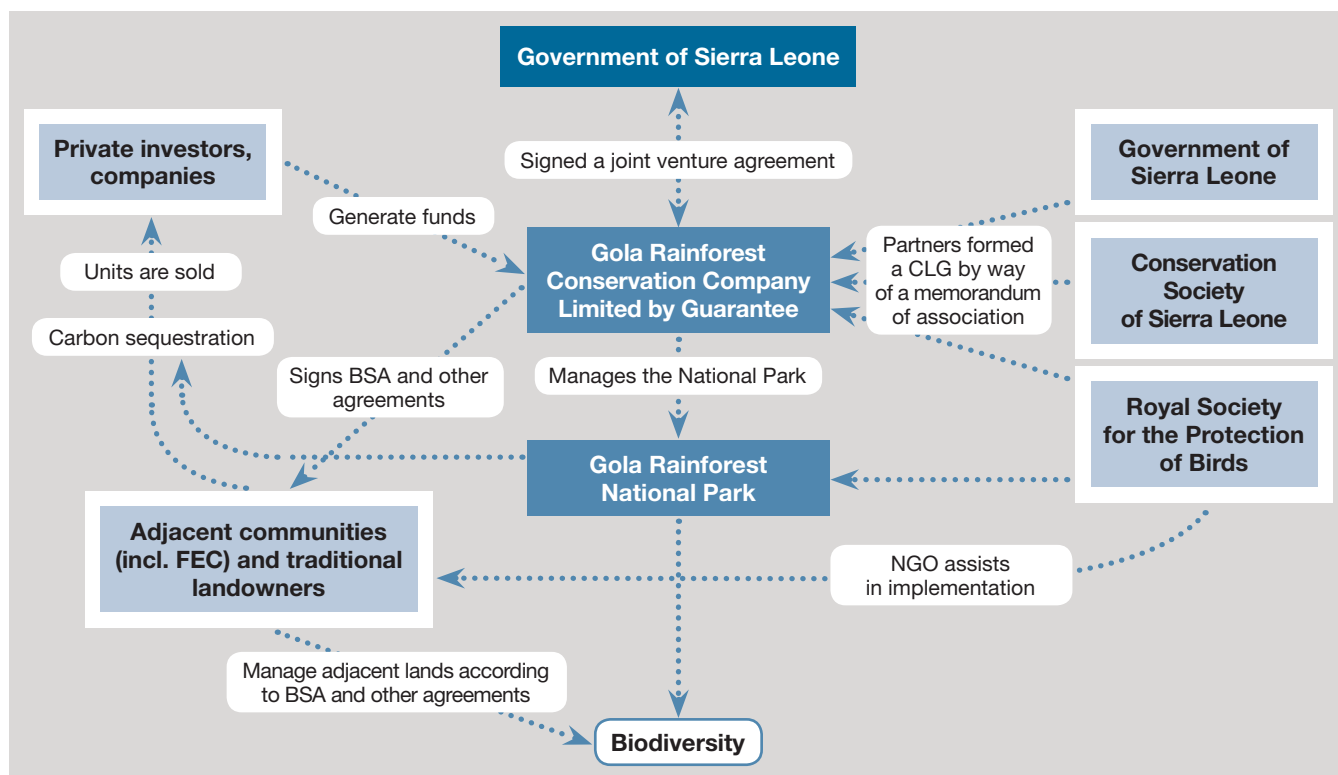 Government of Sierra Leone
Private investors,
companies
Signed a joint venture agreement
Government of
Sierra Leone
Generate funds
Units are sold
Gola Rainforest
Conservation Company
Limited by Guarantee
Partners formed
a CLG by way
of a memorandum
of association
Conservation
Society
of Sierra Leone
Carbon sequestration
Signs BSA and other
agreements
Manages the National Park
Royal Society
for the Protection
of Birds
Gola Rainforest
National Park
Adjacent communities
(incl. FEC) and traditional
landowners
NGO assists
in implementation
Manage adjacent lands according
to BSA and other agreements
Biodiversity